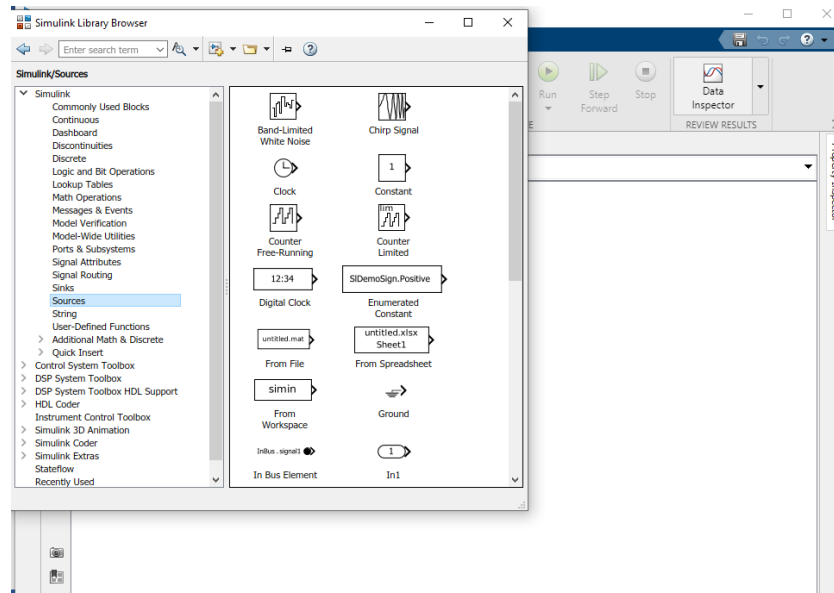 Simulink Library Browser
Enter search term
Simulink/Sources
Simulink
Commonly Used Blocks
Continuous
Dashboard
Discontinuities
Discrete
Logic and Bit Operations
Lookup Tables
Math Operations
Messages & Events
Model Verification
Model-Wide Utilities
Ports & Subsystems
Signal Attributes
Signal Routing
Sinks
Sources
String
User-Defined Functions
Additional Math & Discrete
Quick Insert
Control System Toolbox
DSP System Toolbox
DSP System Toolbox HDL Support
HDL Coder
Instrument Control Toolbox
Simulink 3D Animation
Simulink Coder
Simulink Extras
Stateflow
Recently Used
Band-Limited
White Noise
Chirp Signal
Clock
1
Constant
Counter
Free-Running
lim
Counter
Limited
12:34
Digital Clock
SlDemoSign.Positive
Enumerated
Constant
untitled.mat
From File
untitled.xlsx
Sheet1
From Spreadsheet
simin
From
Workspace
Ground
InBus.signal1
In Bus Element
1
In1
Run
Step
Forward
Stop
Data
Inspector
REVIEW RESULTS